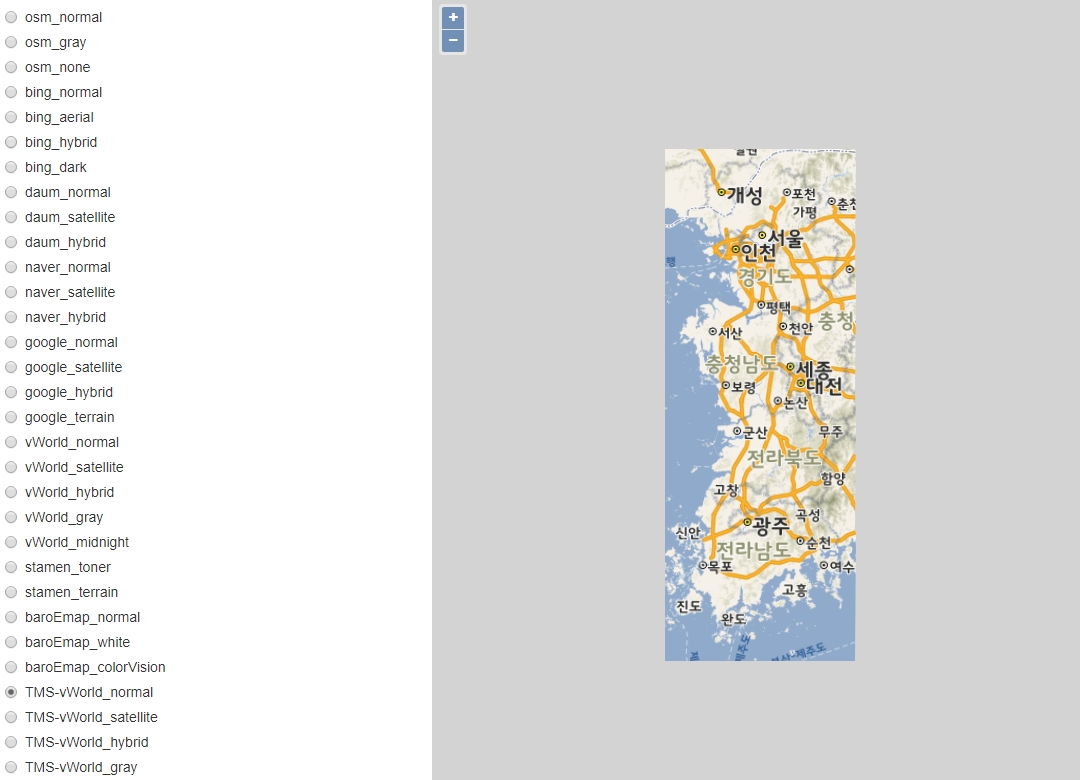 osm_normal
osm_gray
osm_none
bing_normal
bing_aerial
bing_hybrid
bing_dark
daum_normal
daum_satellite
daum_hybrid
naver_normal
naver_satellite
naver_hybrid
google_normal
google_satellite
google_hybrid
google_terrain
vWorld_normal
vWorld_satellite
vWorld_hybrid
vWorld_gray
vWorld_midnight
stamen_toner
stamen_terrain
baroEmap_normal
baroEmap_white
baroEmap_colorVision
TMS-vWorld_normal
TMS-vWorld_satellite
TMS-vWorld_hybrid
TMS-vWorld_gray
+
−
개성
포천
가평
서울
인천
경기도
평택
천안
충청
서산
충청남도
세종
대전
보령
논산
군산
무주
전라북도
함양
고창
곡성
광주
신안
순천
전라남도
목포
여수
고흥
진도
완도
제주도